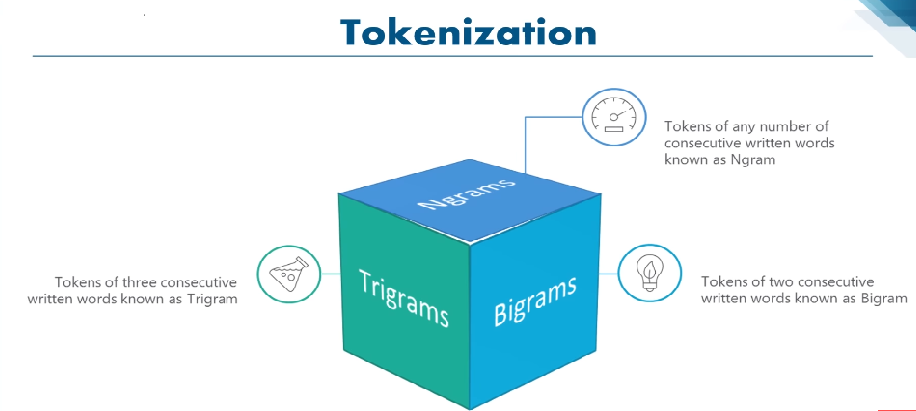 Tokenization
Tokens of any number of
consecutive written words
known as Ngram
Ngrams
Tokens of three consecutive
written words known as Trigram
Trigrams
Bigrams
Tokens of two consecutive
written words known as Bigram